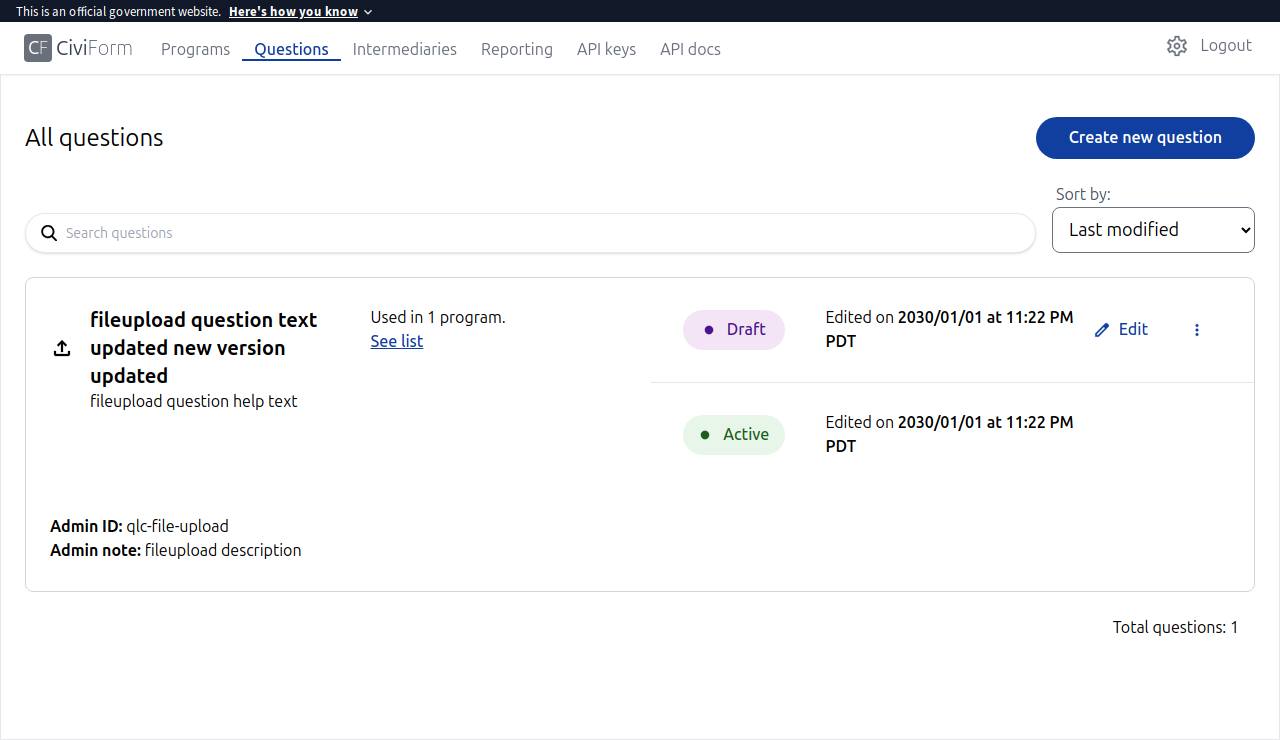 This is an official government website. Here's how you know
CF CiviForm Programs Questions Intermediaries Reporting API keys API docs Logout
All questions
Create new question
Sort by:
Search questions
Last modified
fileupload question text
updated new version
updated
fileupload question help text
Used in 1 program.
See list
Draft
Edited on 2030/01/01 at 11:22 PM
PDT
Edit
Active
Edited on 2030/01/01 at 11:22 PM
PDT
Admin ID: qlc-file-upload
Admin note: fileupload description
Total questions: 1